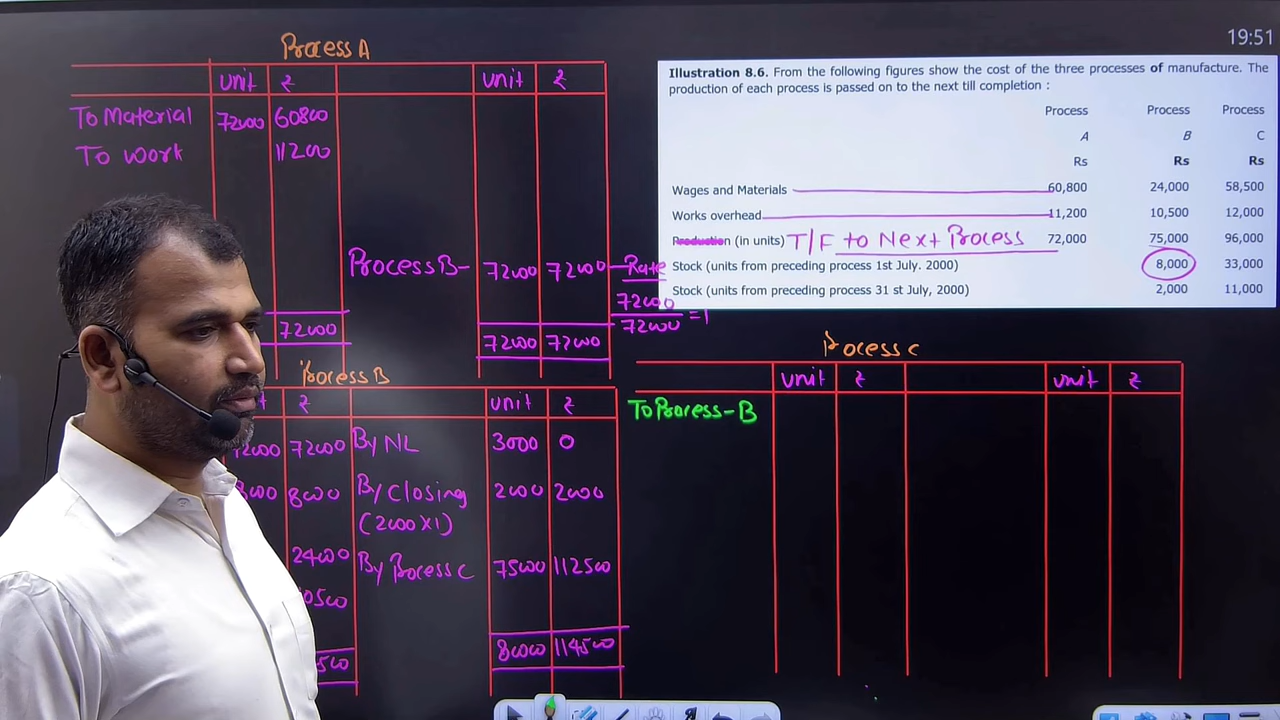 19:51
Process A
unit ₹ unit ₹
To Material 72000 60800
To work 11200
Process B- 72000 72000 Rate
72000
72000 =1
72000 72000 72000
Illustration 8.6. From the following figures show the cost of the three processes of manufacture. The
production of each process is passed on to the next till completion :
Process Process Process
A B C
Rs Rs Rs
Wages and Materials 60,800 24,000 58,500
Works overhead 11,200 10,500 12,000
Production (in units) T/F to Next Process 72,000 75,000 96,000
Stock (units from preceding process 1st July. 2000) 8,000 33,000
Stock (units from preceding process 31 st July, 2000) 2,000 11,000
Process B
₹ unit ₹
2000 72000 By NL 3000 0
000 8000 By Closing 2000 2000
(2000X1)
24000 By Process C 75000 112500
0500
500 80000 114500
Process C
unit ₹ unit ₹
To Process-B